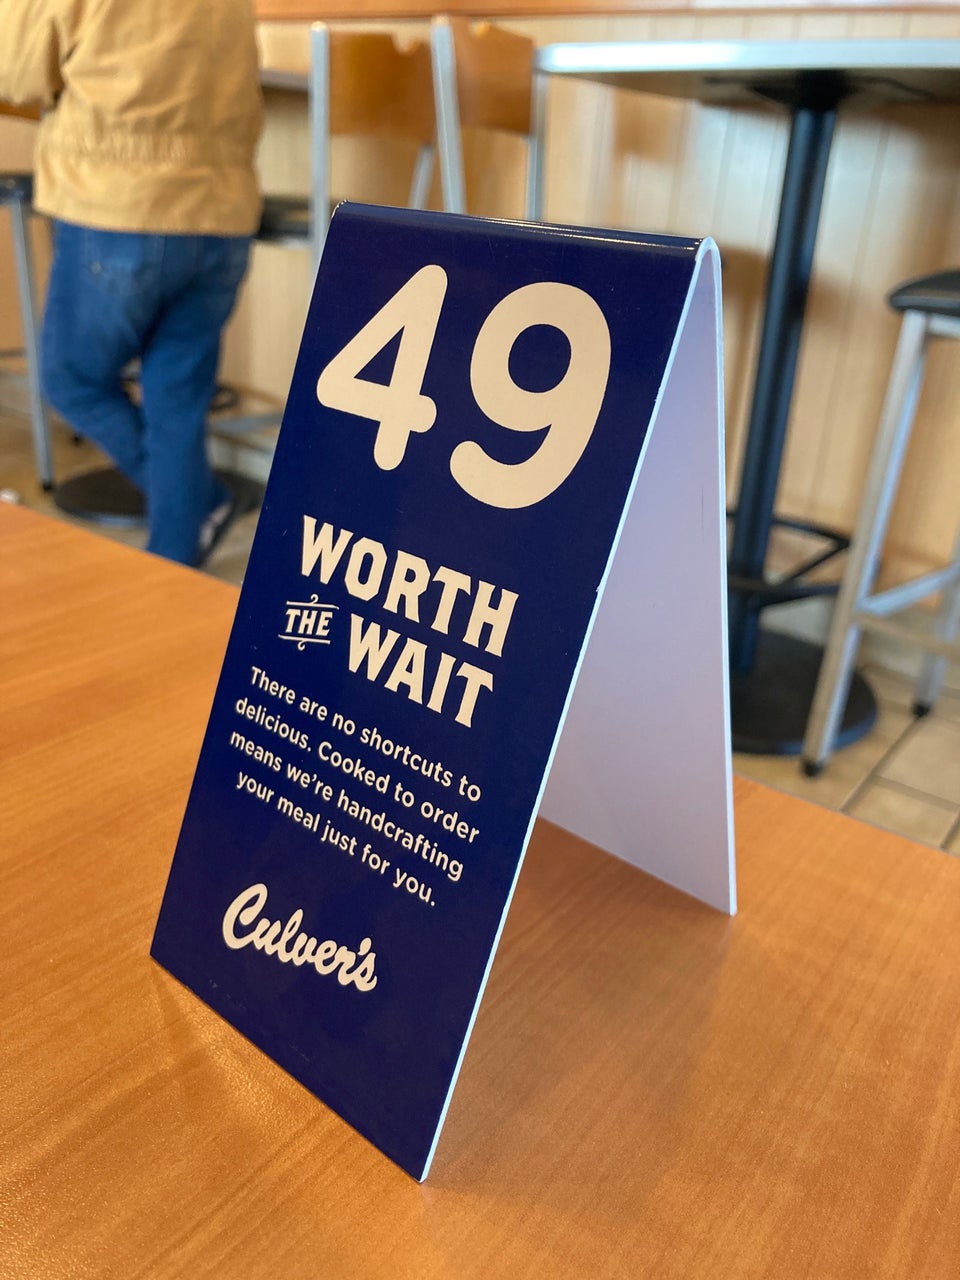 49
WORTH
THE WAIT
There are no shortcuts to
delicious. Cooked to order
means we're handcrafting
your meal just for you.
Culver's